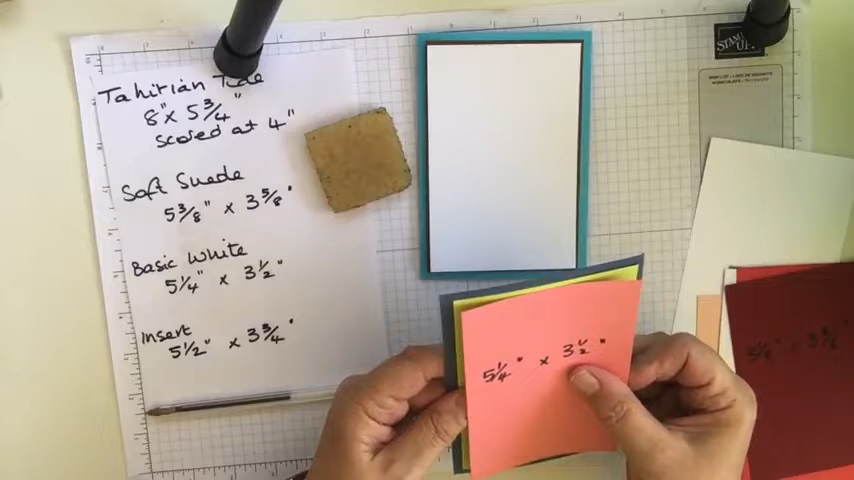 Tahitian Tide
8" x 5 3/4"
scored at 4"
Soft Suede
5 3/8" x 3 5/8"
Basic White
5 1/4" x 3 1/2"
Insert
5 1/2" x 3 3/4"
5 1/4" x 3 1/2"